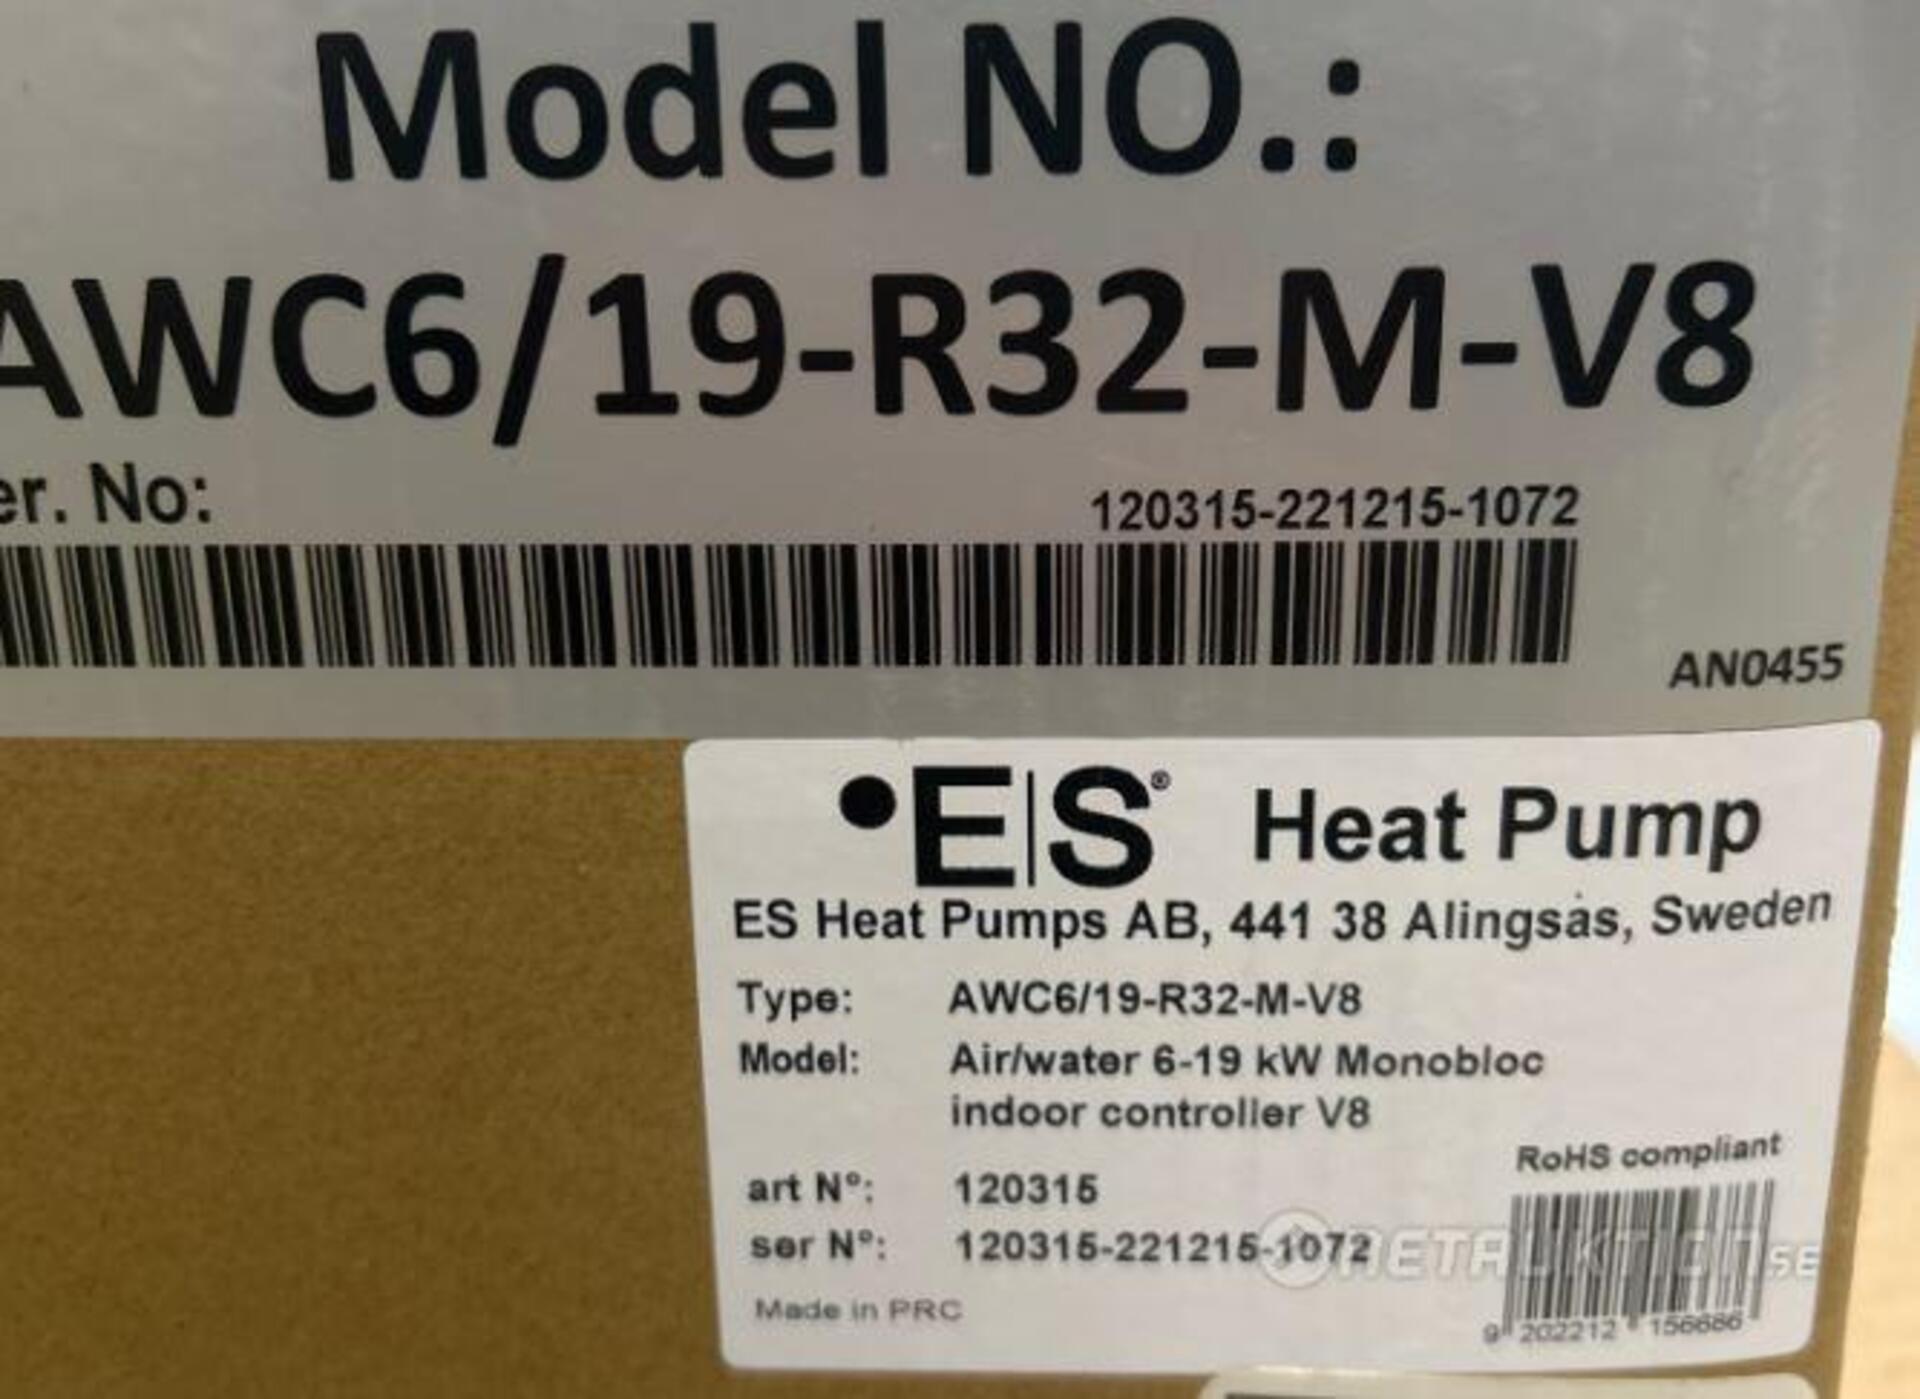 Model NO.:
AWC6/19-R32-M-V8
er. No:
120315-221215-1072
AN0455
•E|S® Heat Pump
ES Heat Pumps AB, 441 38 Alingsås, Sweden
Type: AWC6/19-R32-M-V8
Model: Air/water 6-19 kW Monobloc
indoor controller V8
RoHS compliant
art N°: 120315
ser N°: 120315-221215-1072
Made in PRC
9 202212 156686
RETRUKTION.SE